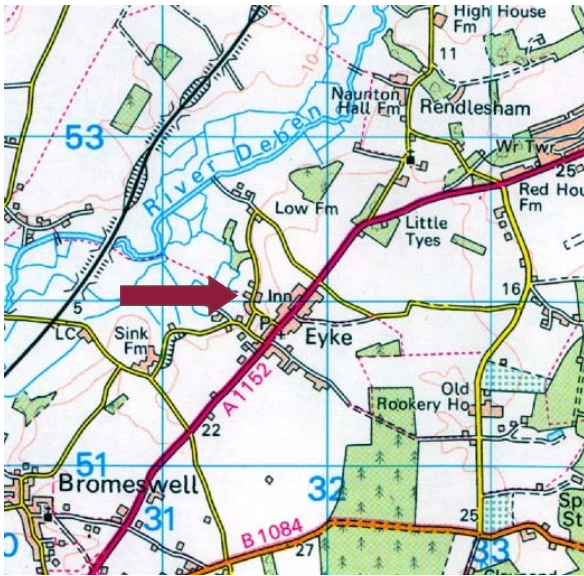 High House
Fm
11
10
Naunton
Hall Fm
Rendlesham
53
River Deben
Wr Twr
25
Low Fm
Red Ho
Fm
Little
Tyes
Inn
16
5
LC
Sink
Fm
P
Eyke
A 1152
Old
Rookery Ho
22
51
Bromeswell
32
31
25
Sp
St
B 1084
27
33